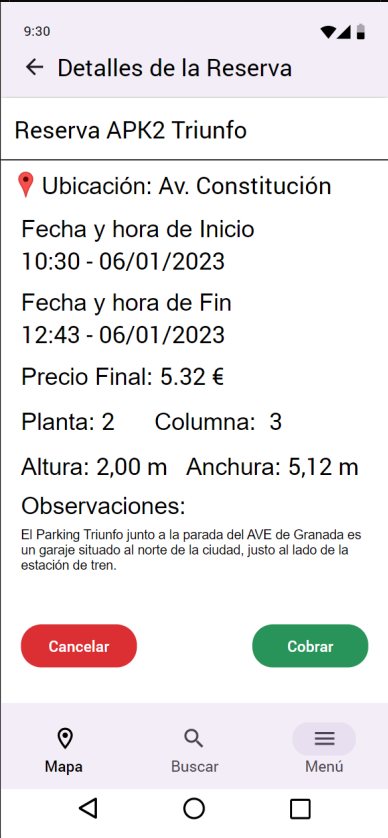 9:30
Detalles de la Reserva
Reserva APK2 Triunfo
Ubicación: Av. Constitución
Fecha y hora de Inicio
10:30 - 06/01/2023
Fecha y hora de Fin
12:43 - 06/01/2023
Precio Final: 5.32 €
Planta: 2 Columna: 3
Altura: 2,00 m Anchura: 5,12 m
Observaciones:
El Parking Triunfo junto a la parada del AVE de Granada es
un garaje situado al norte de la ciudad, justo al lado de la
estación de tren.
Cancelar Cobrar
Mapa Buscar Menú